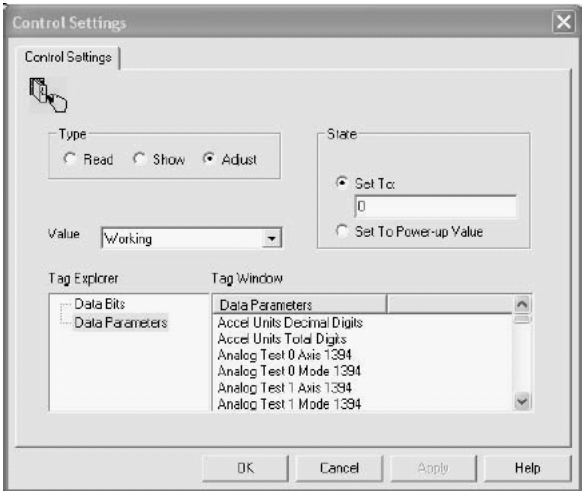 Control Settings
Control Settings
Type
Read Show Adjust
State
Set To:
0
Set To Power-up Value
Value Working
Tag Explorer
Data Bits
Data Parameters
Tag Window
Data Parameters
Accel Units Decimal Digits
Accel Units Total Digits
Analog Test 0 Axis 1394
Analog Test 0 Mode 1394
Analog Test 1 Axis 1394
Analog Test 1 Mode 1394
OK Cancel Apply Help